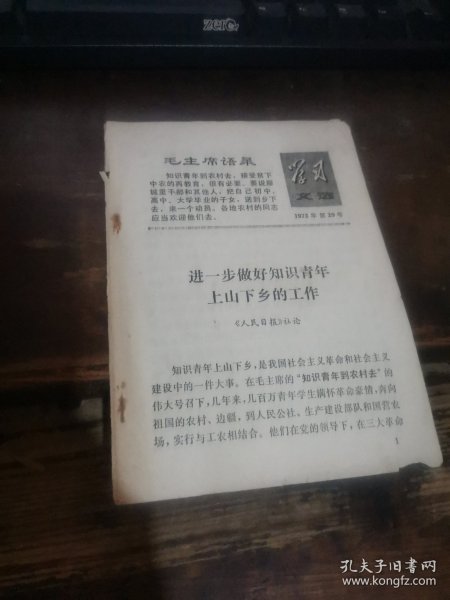 zero
毛主席语录
知识青年到农村去，接受贫下
中农的再教育，很有必要。要说服
城里干部和其他人，把自己初中、
高中、大学毕业的子女，送到乡下
去，来一个动员。各地农村的同志
应当欢迎他们去。
学习
文选
1973年第19号
进一步做好知识青年
上山下乡的工作
《人民日报》社论
知识青年上山下乡，是我国社会主义革命和社会主义
建设中的一件大事。在毛主席的“知识青年到农村去”的
伟大号召下，几年来，几百万青年学生满怀革命豪情，奔向
祖国的农村、边疆，到人民公社、生产建设部队和国营农
场，实行与工农相结合。他们在党的领导下，在三大革命
1
孔夫子旧书网
www.kongfz.com